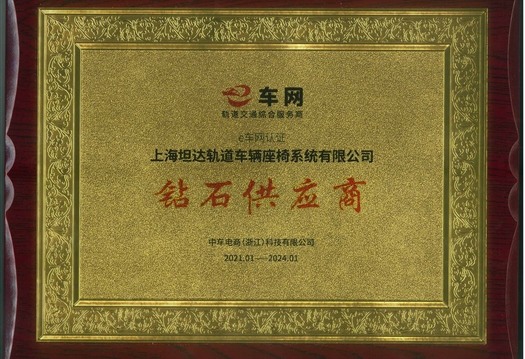 e车网
轨道交通综合服务商
e车网认证
上海坦达轨道车辆座椅系统有限公司
钻石供应商
中车电商(浙江)科技有限公司
2021.01—2024.01